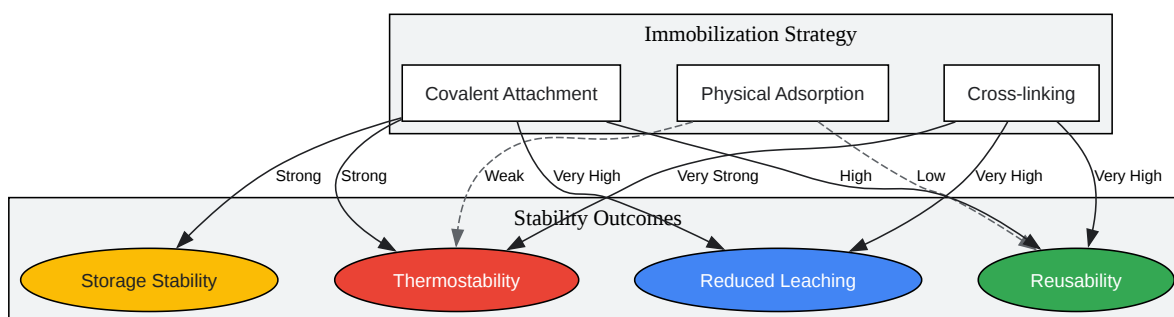 Immobilization Strategy
Covalent Attachment
Physical Adsorption
Cross-linking
Strong
Strong
Weak
Very High
Very Strong
High
Low
Very High
Very High
Stability Outcomes
Storage Stability
Thermostability
Reduced Leaching
Reusability